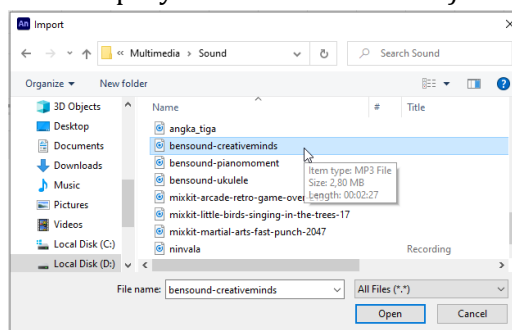 An Import
« Multimedia > Sound
Search Sound
Organize
New folder
3D Objects
Desktop
Documents
Downloads
Music
Pictures
Videos
Local Disk (C:)
Local Disk (D:)
Name
#
Title
angka_tiga
bensound-creativeminds
bensound-pianomoment
bensound-ukulele
mixkit-arcade-retro-game-over
mixkit-little-birds-singing-in-the-trees-17
mixkit-martial-arts-fast-punch-2047
ninvala
Recording
Item type: MP3 File
Size: 2,80 MB
Length: 00:02:27
File name:
bensound-creativeminds
All Files (*.*)
Open
Cancel